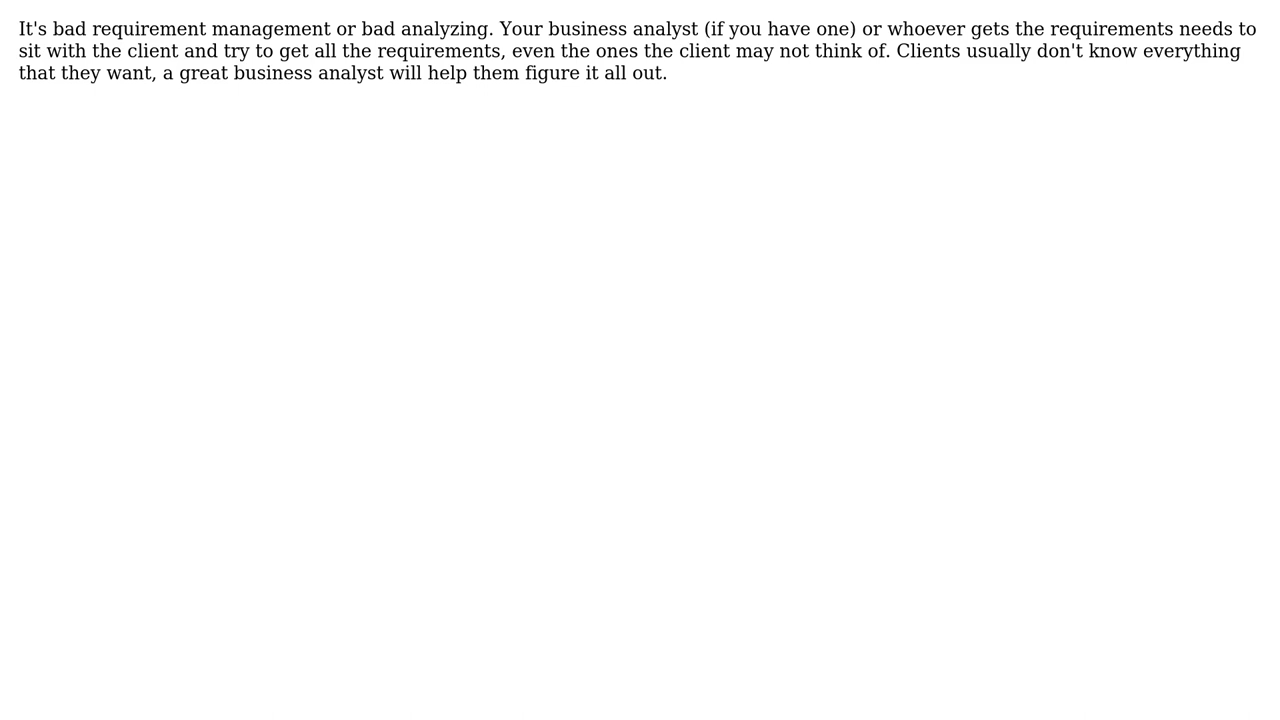 It's bad requirement management or bad analyzing. Your business analyst (if you have one) or whoever gets the requirements needs to
sit with the client and try to get all the requirements, even the ones the client may not think of. Clients usually don't know everything
that they want, a great business analyst will help them figure it all out.